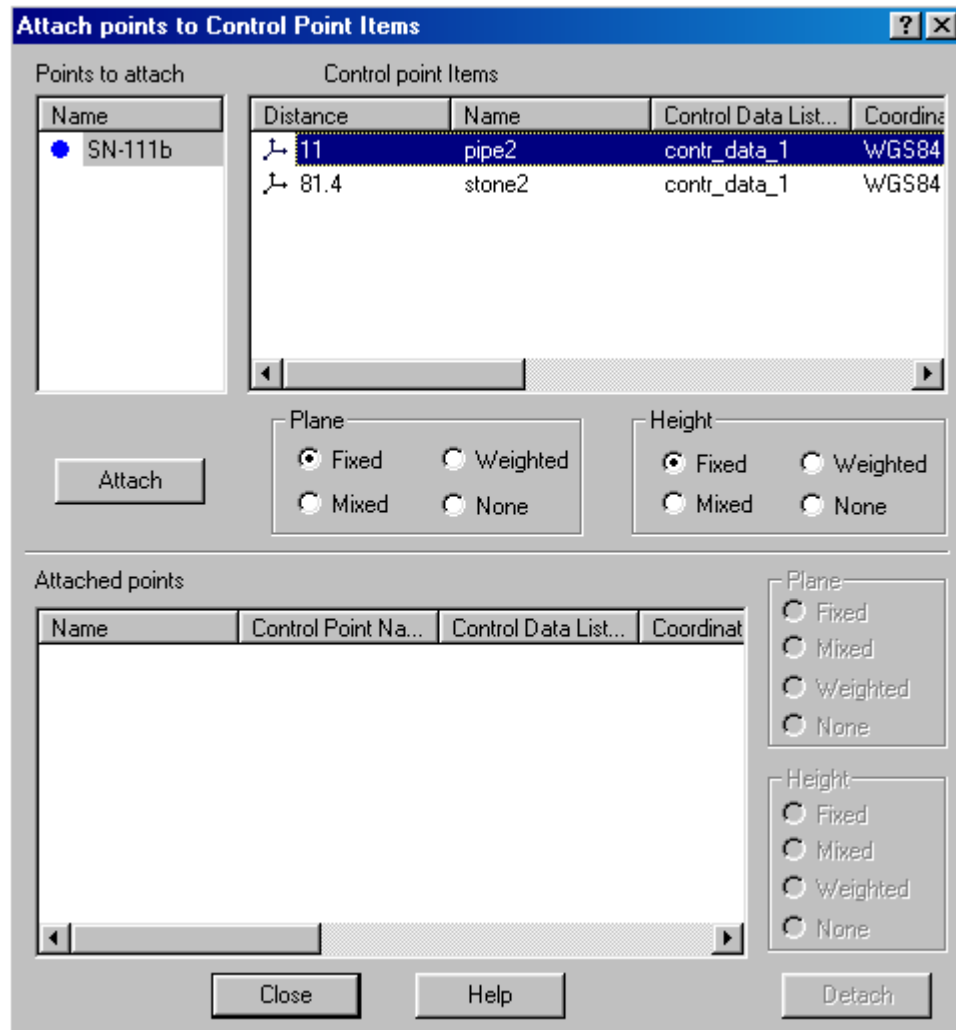 Attach points to Control Point Items
Points to attach
Control point Items
Name
SN-111b
Distance Name Control Data List... Coordina
11 pipe2 contr_data_1 WGS84
81.4 stone2 contr_data_1 WGS84
Attach
Plane
Fixed Weighted
Mixed None
Height
Fixed Weighted
Mixed None
Attached points
Name Control Point Na... Control Data List... Coordinat
Plane
Fixed
Mixed
Weighted
None
Height
Fixed
Mixed
Weighted
None
Close Help Detach